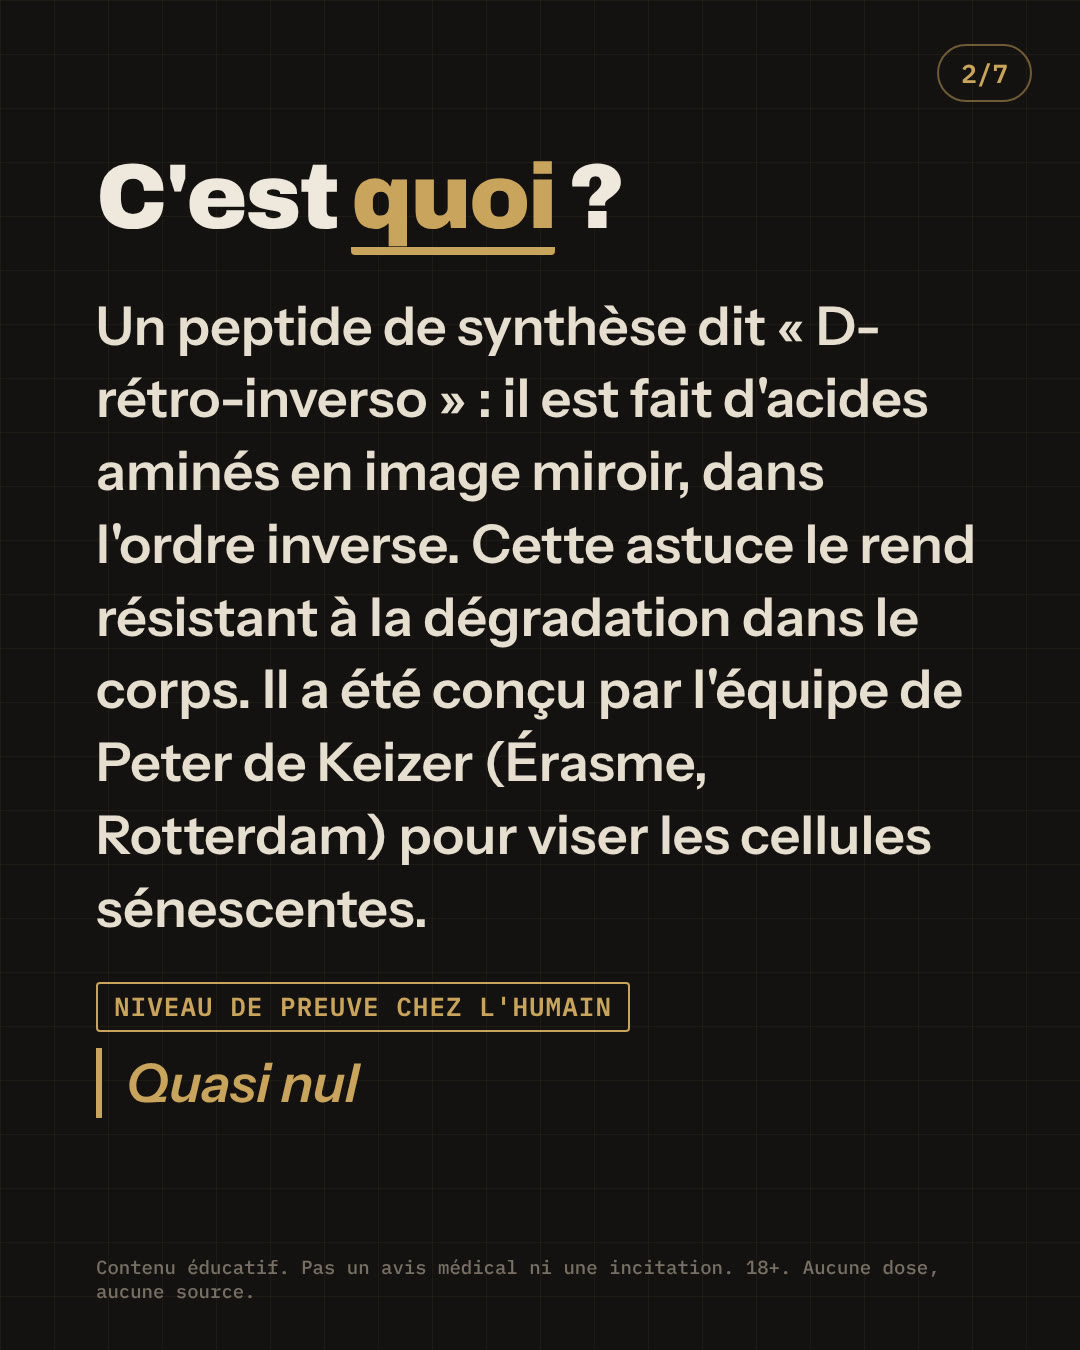 2/7
C'est quoi ?
Un peptide de synthèse dit « D-
rétro-inverso » : il est fait d'acides
aminés en image miroir, dans
l'ordre inverse. Cette astuce le rend
résistant à la dégradation dans le
corps. Il a été conçu par l'équipe de
Peter de Keizer (Érasme,
Rotterdam) pour viser les cellules
sénescentes.
NIVEAU DE PREUVE CHEZ L'HUMAIN
Quasi nul
Contenu éducatif. Pas un avis médical ni une incitation. 18+. Aucune dose,
aucune source.